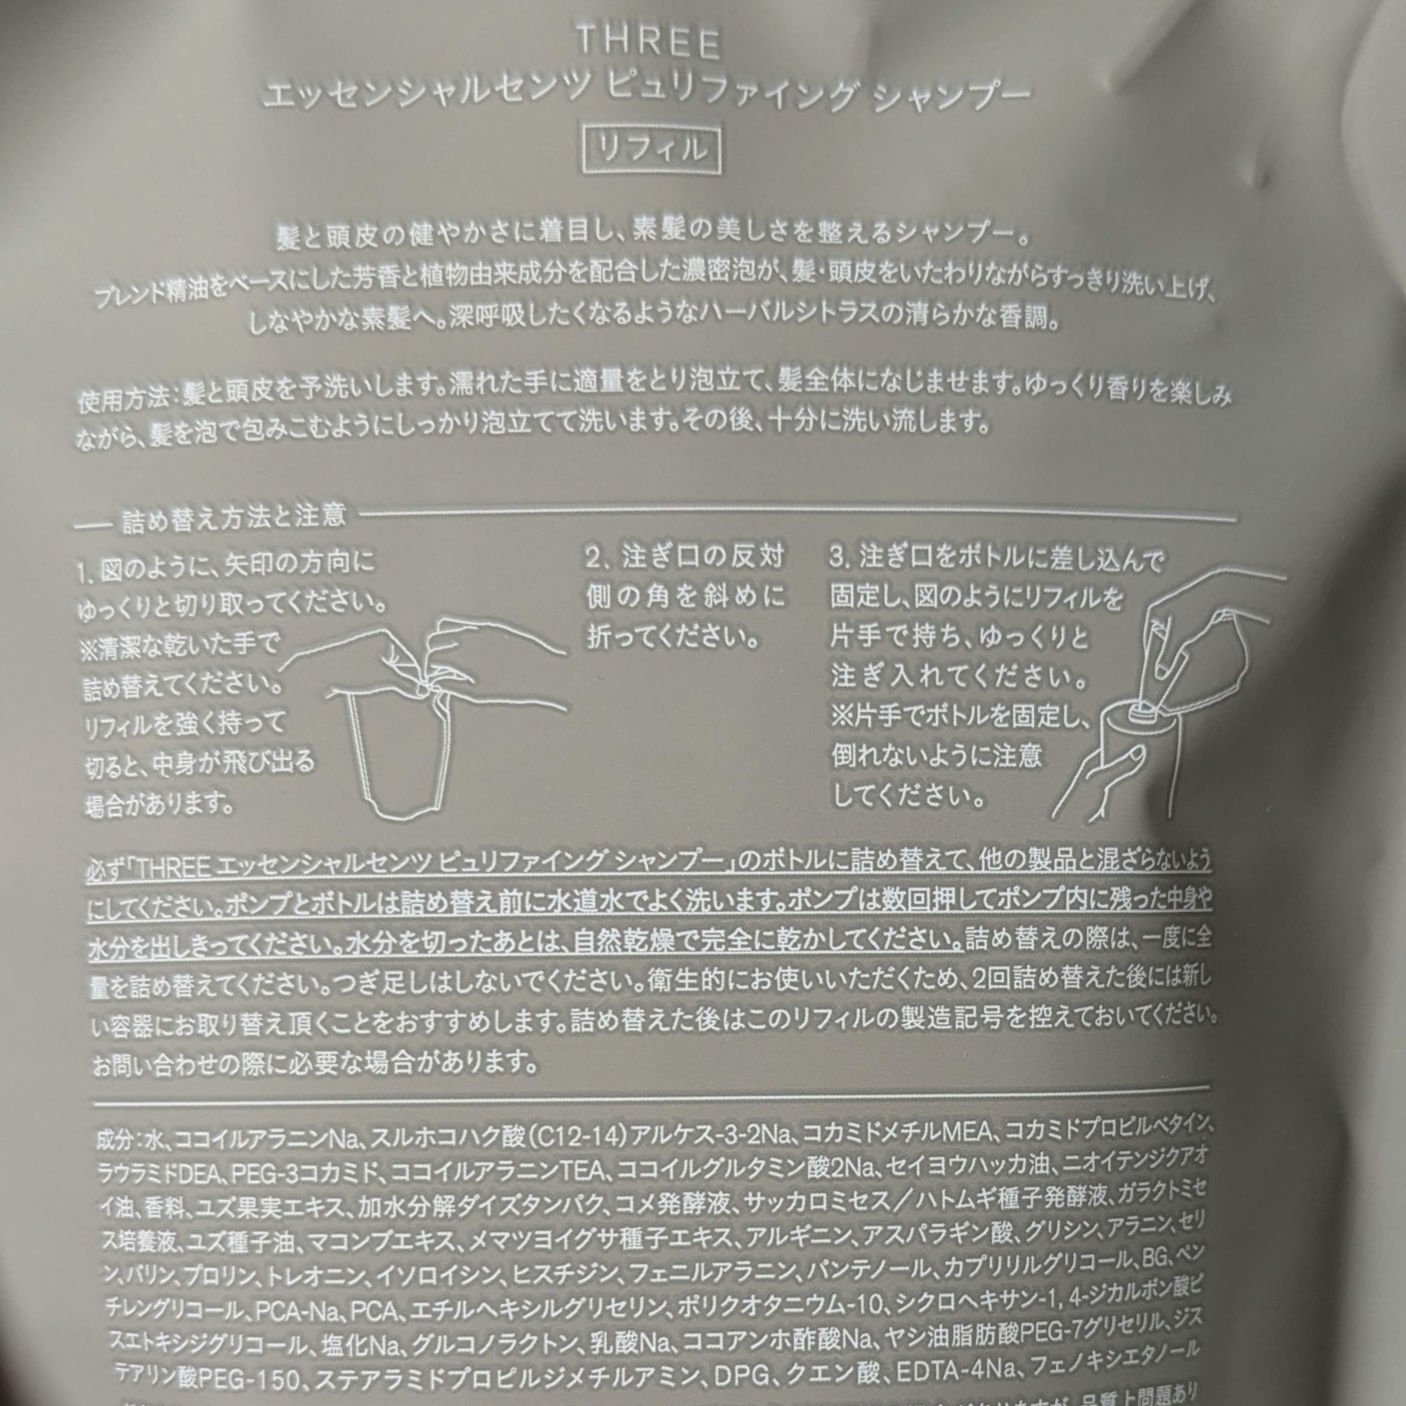 THREE
エッセンシャルセンツ ピュリファイング シャンプー
リフィル
髪と頭皮の健やかさに着目し、素髪の美しさを整えるシャンプー。
ブレンド精油をベースにした芳香と植物由来成分を配合した濃密泡が、髪・頭皮をいたわりながらすっきり洗い上げ、
しなやかな素髪へ。深呼吸したくなるようなハーバルシトラスの清らかな香調。
使用方法:髪と頭皮を予洗いします。濡れた手に適量をとり泡立て、髪全体になじませます。ゆっくり香りを楽しみ
ながら、髪を泡で包みこむようにしっかり泡立てて洗います。その後、十分に洗い流します。
詰め替え方法と注意
1. 図のように、矢印の方向に
ゆっくりと切り取ってください。
※清潔な乾いた手で
詰め替えてください。
リフィルを強く持って
切ると、中身が飛び出る
場合があります。
2. 注ぎ口の反対
側の角を斜めに
折ってください。
3. 注ぎ口をボトルに差し込んで
固定し、図のようにリフィルを
片手で持ち、ゆっくりと
注ぎ入れてください。
※片手でボトルを固定し、
倒れないように注意
してください。
必ず「THREE エッセンシャルセンツ ピュリファイング シャンプー」のボトルに詰め替えて、他の製品と混ざらないよう
にしてください。ポンプとボトルは詰め替え前に水道水でよく洗います。ポンプは数回押してポンプ内に残った中身や
水分を出しきってください。水分を切ったあとは、自然乾燥で完全に乾かしてください。詰め替えの際は、一度に全
量を詰め替えてください。つぎ足しはしないでください。衛生的にお使いいただくため、2回詰め替えた後には新し
い容器にお取り替え頂くことをおすすめします。詰め替えた後はこのリフィルの製造記号を控えておいてください。
お問い合わせの際に必要な場合があります。
成分:水、ココイルアラニンNa、スルホコハク酸(C12-14)アルケス-3-2Na、コカミドメチルMEA、コカミドプロピルベタイン、
ラウラミドDEA、PEG-3コカミド、ココイルアラニンTEA、ココイルグルタミン酸2Na、セイヨウハッカ油、ニオイテンジクアオ
イ油、香料、ユズ果実エキス、加水分解ダイズタンパク、コメ発酵液、サッカロミセス/ハトムギ種子発酵液、ガラクトミセ
ス培養液、ユズ種子油、マコンブエキス、メマツヨイグサ種子エキス、アルギニン、アスパラギン酸、グリシン、アラニン、セリ
ン、バリン、プロリン、トレオニン、イソロイシン、ヒスチジン、フェニルアラニン、パンテノール、カプリリルグリコール、BG、ペン
チレングリコール、PCA-Na、PCA、エチルヘキシルグリセリン、ポリクオタニウム-10、シクロヘキサン-1, 4-ジカルボン酸ビ
スエトキシジグリコール、塩化Na、グルコノラクトン、乳酸Na、ココアンホ酢酸Na、ヤシ油脂肪酸PEG-7グリセリル、ジス
テアリン酸PEG-150、ステアラミドプロピルジメチルアミン、DPG、クエン酸、EDTA-4Na、フェノキシエタノール
品質上問題あり